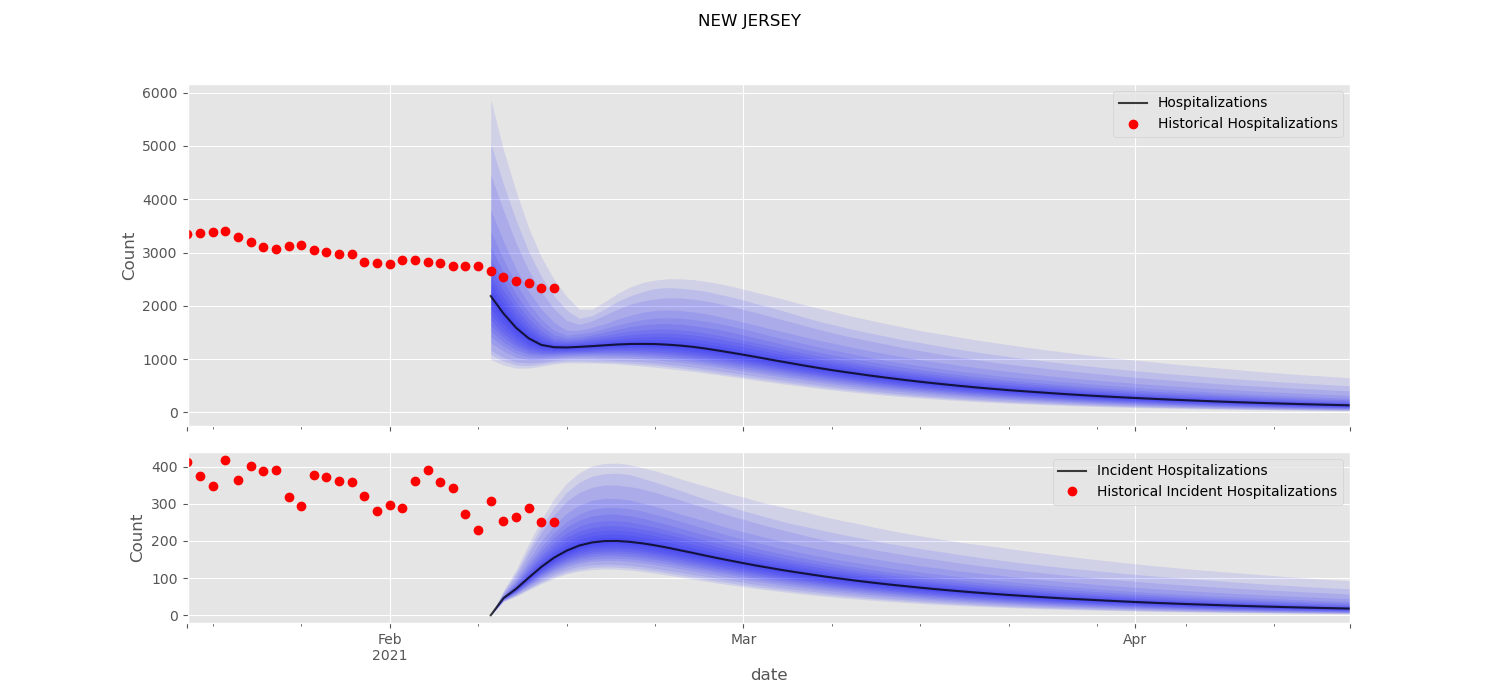 NEW JERSEY
6000
5000
4000
3000
2000
1000
0
Count
Hospitalizations
Historical Hospitalizations
400
300
200
100
0
Count
Incident Hospitalizations
Historical Incident Hospitalizations
Feb
2021
Mar
Apr
date